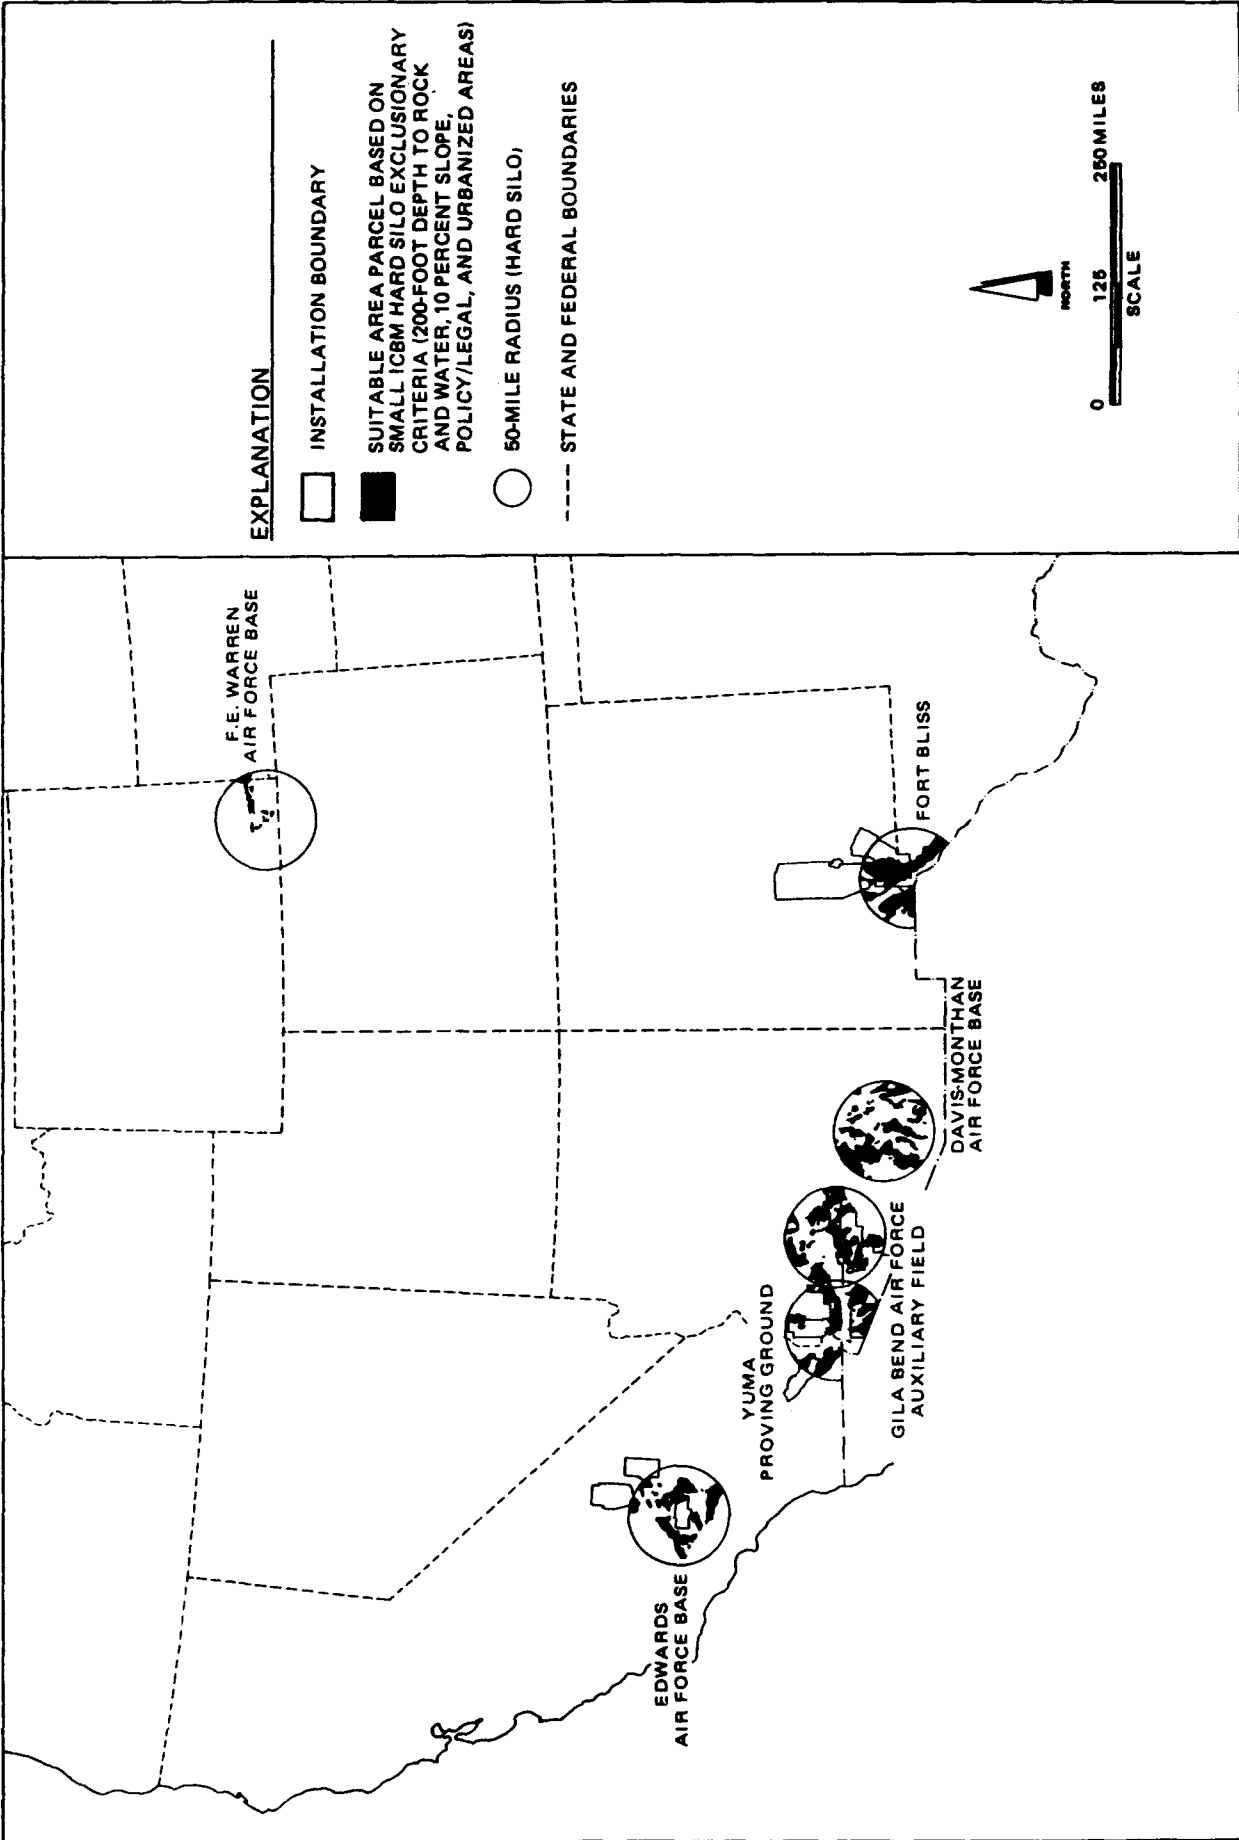 F.E. WARREN
AIR FORCE BASE
EDWARDS
AIR FORCE BASE
YUMA
PROVING GROUND
GILA BEND AIR FORCE
AUXILIARY FIELD
DAVIS-MONTHAN
AIR FORCE BASE
FORT BLISS
EXPLANATION
INSTALLATION BOUNDARY
SUITABLE AREA PARCEL BASED ON
SMALL ICBM HARD SILO EXCLUSIONARY
CRITERIA (200-FOOT DEPTH TO ROCK
AND WATER, 10 PERCENT SLOPE,
POLICY/LEGAL, AND URBANIZED AREAS)
50-MILE RADIUS (HARD SILO)
STATE AND FEDERAL BOUNDARIES
NORTH
0 125 250 MILES
SCALE